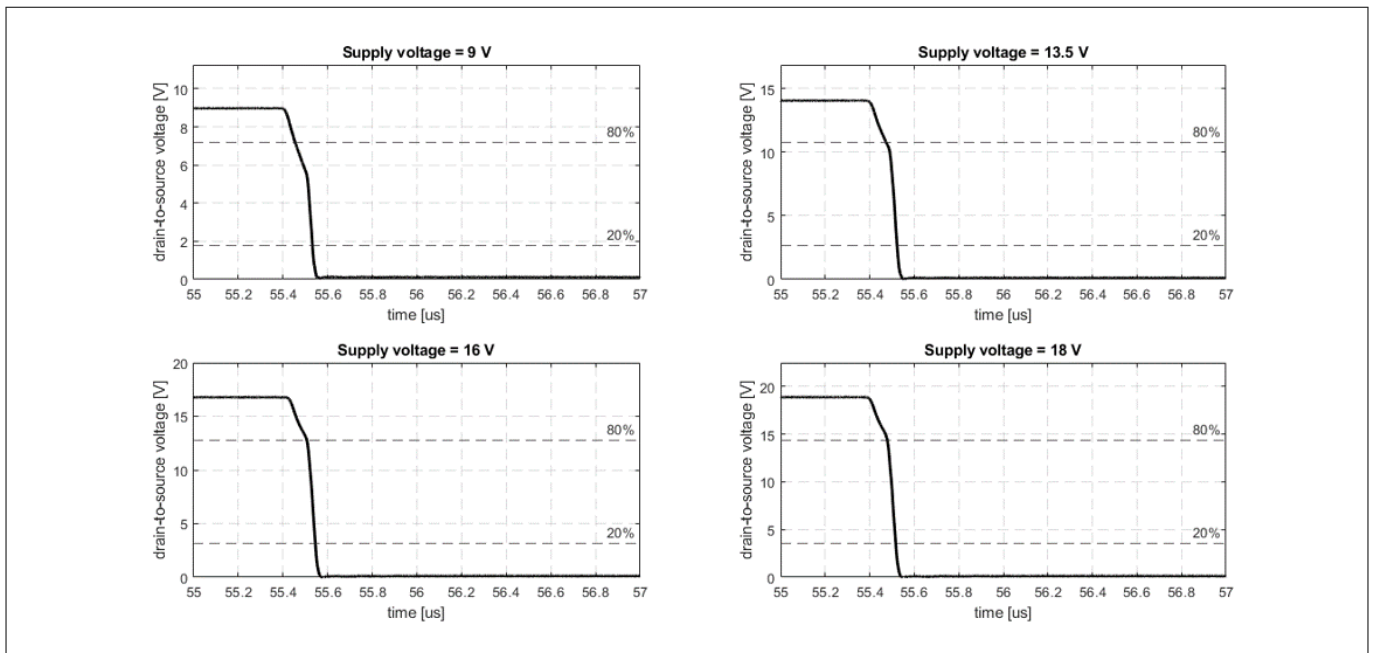 Supply voltage = 9 V
drain-to-source voltage [V]
10
8
6
4
2
0
80%
20%
55 55.2 55.4 55.6 55.8 56 56.2 56.4 56.6 56.8 57
time [us]
Supply voltage = 13.5 V
drain-to-source voltage [V]
15
10
5
0
80%
20%
55 55.2 55.4 55.6 55.8 56 56.2 56.4 56.6 56.8 57
time [us]
Supply voltage = 16 V
drain-to-source voltage [V]
20
15
10
5
0
80%
20%
55 55.2 55.4 55.6 55.8 56 56.2 56.4 56.6 56.8 57
time [us]
Supply voltage = 18 V
drain-to-source voltage [V]
20
15
10
5
0
80%
20%
55 55.2 55.4 55.6 55.8 56 56.2 56.4 56.6 56.8 57
time [us]